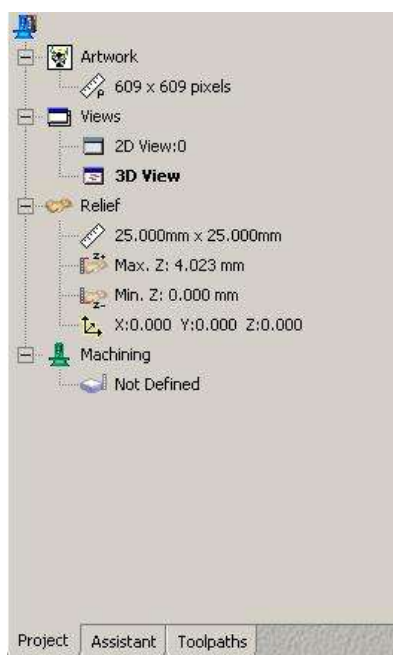 Artwork
609 x 609 pixels
Views
2D View:0
3D View
Relief
25.000mm x 25.000mm
Max. Z: 4.023 mm
Min. Z: 0.000 mm
X:0.000 Y:0.000 Z:0.000
Machining
Not Defined
Project Assistant Toolpaths